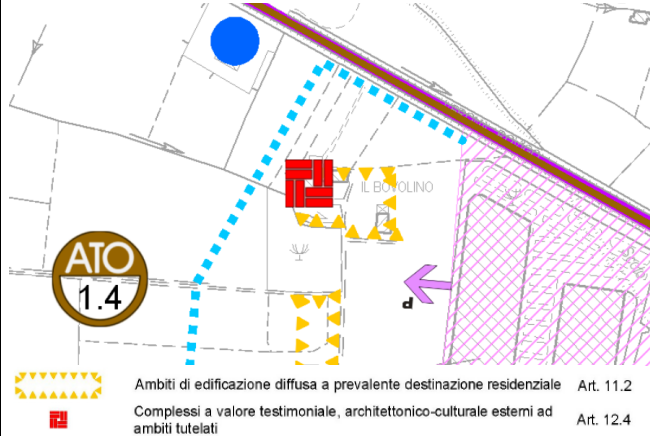 IL BOVOLINO
ATO
1.4
d
Ambiti di edificazione diffusa a prevalente destinazione residenziale Art. 11.2
Complessi a valore testimoniale, architettonico-culturale esterni ad
ambiti tutelati Art. 12.4